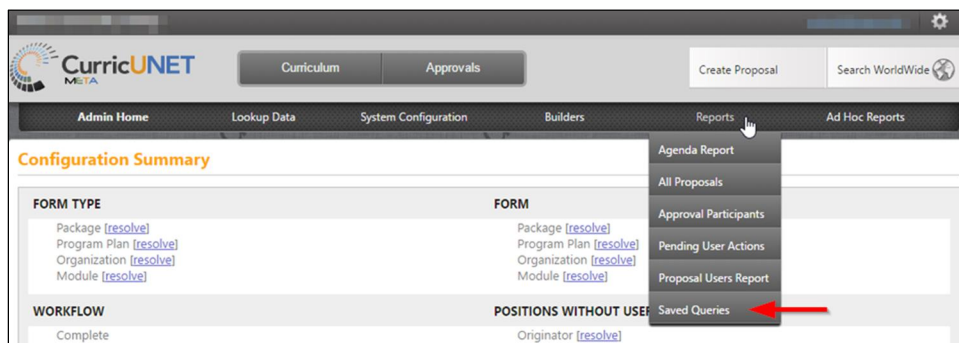 CurricUNET
META
Curriculum Approvals
Create Proposal Search WorldWide
Admin Home Lookup Data System Configuration Builders Reports Ad Hoc Reports
Configuration Summary
Agenda Report
All Proposals
Approval Participants
Pending User Actions
Proposal Users Report
Saved Queries
FORM TYPE
Package [resolve]
Program Plan [resolve]
Organization [resolve]
Module [resolve]
FORM
Package [resolve]
Program Plan [resolve]
Organization [resolve]
Module [resolve]
WORKFLOW
Complete
POSITIONS WITHOUT USE
Originator [resolve]